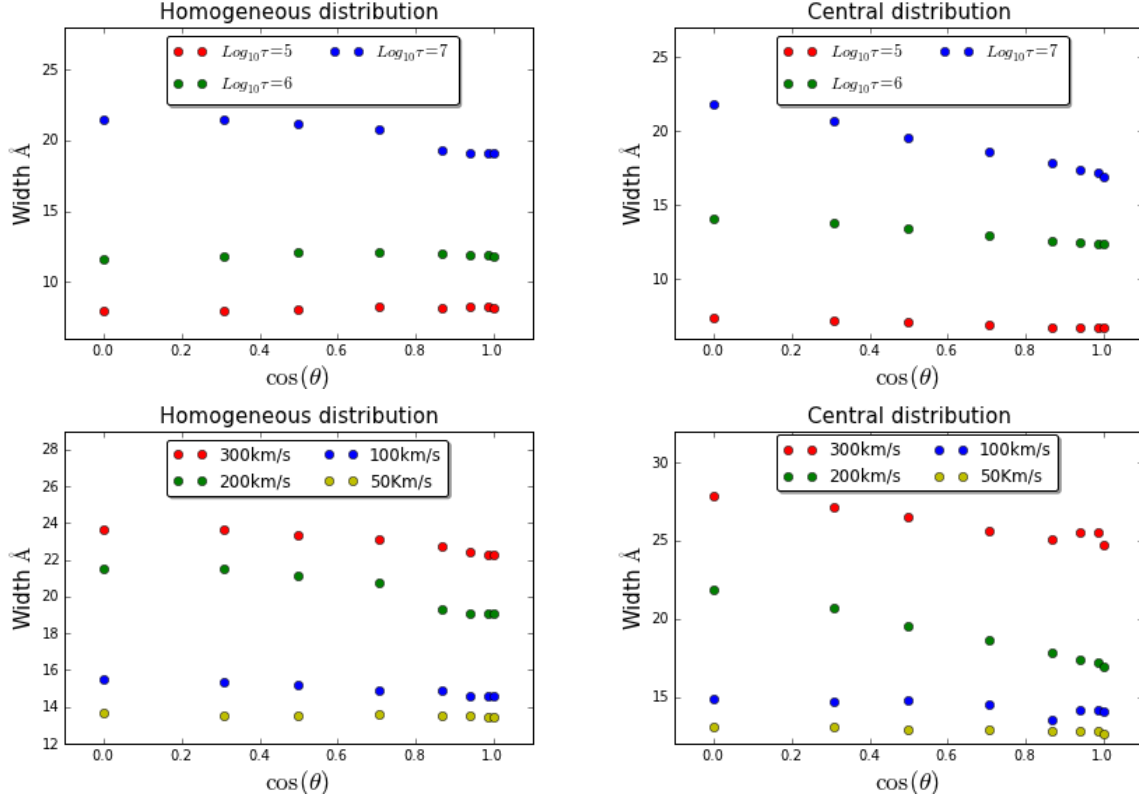 Homogeneous distribution
Log₁₀τ=5 Log₁₀τ=7
Log₁₀τ=6
25
20
15
10
Width Å
0.0 0.2 0.4 0.6 0.8 1.0
cos(θ)
Central distribution
Log₁₀τ=5 Log₁₀τ=7
Log₁₀τ=6
25
20
15
10
Width Å
0.0 0.2 0.4 0.6 0.8 1.0
cos(θ)
Homogeneous distribution
300km/s 100km/s
200km/s 50Km/s
28
26
24
22
20
18
16
14
12
Width Å
0.0 0.2 0.4 0.6 0.8 1.0
cos(θ)
Central distribution
300km/s 100km/s
200km/s 50Km/s
30
25
20
15
Width Å
0.0 0.2 0.4 0.6 0.8 1.0
cos(θ)